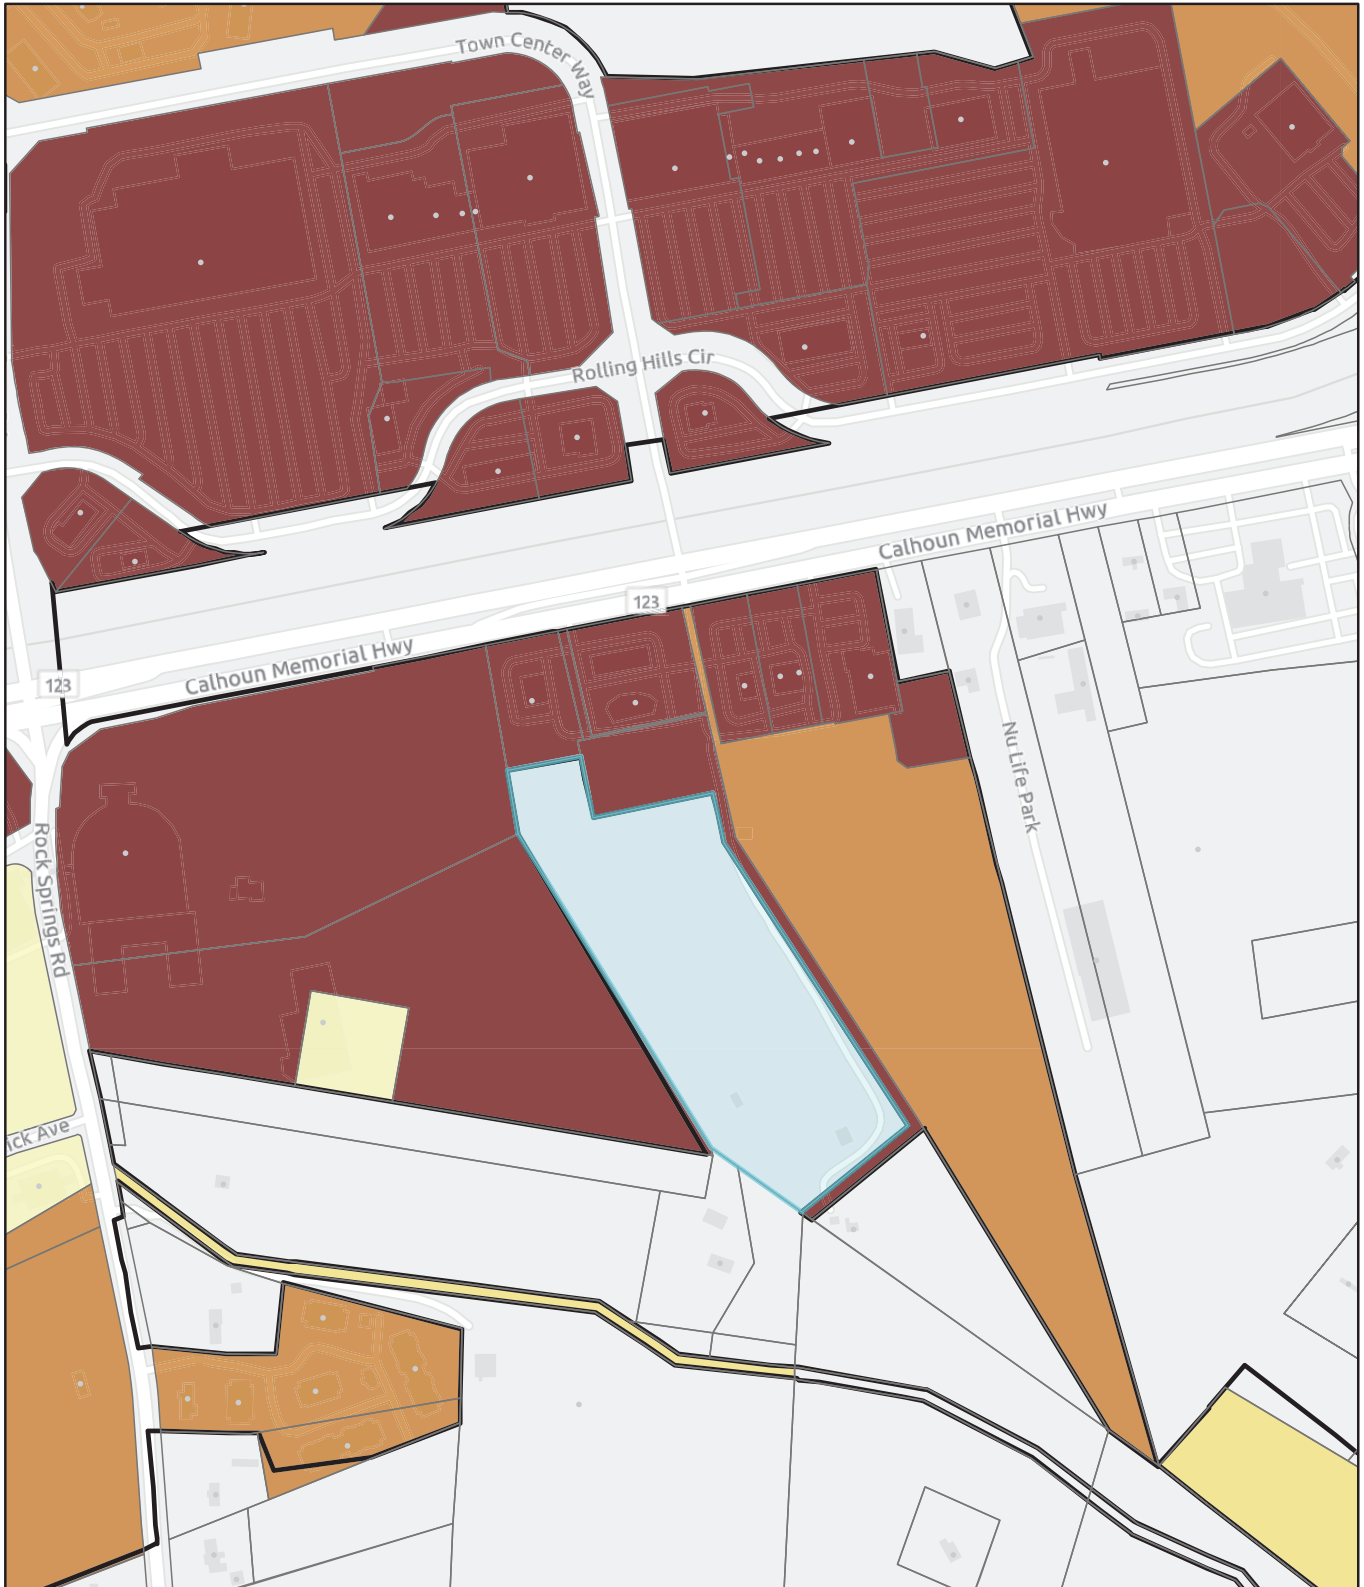 Town Center Way
Rolling Hills Cir
Calhoun Memorial Hwy
123
Calhoun Memorial Hwy
123
Nu Life Park
Rock Springs Rd
ick Ave